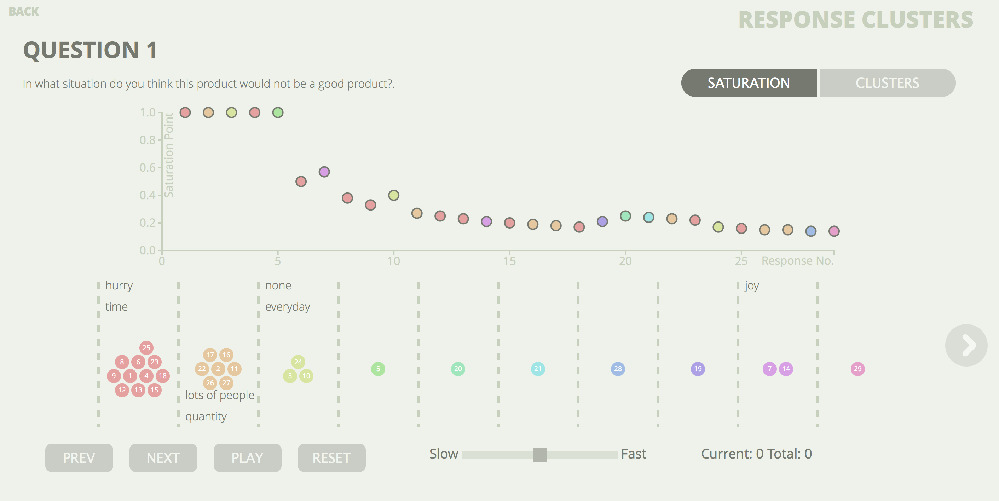 BACK
RESPONSE CLUSTERS
QUESTION 1
In what situation do you think this product would not be a good product?.
SATURATION
CLUSTERS
1.0
0.8
0.6
0.4
0.2
0.0
Saturation Point
0
5
10
15
20
25
Response No.
hurry
time
none
everyday
joy
25
8 6 23
9 1 4 18
12 13 15
17 16
22 2 11
26 27
lots of people
quantity
24
3 10
5
20
21
28
19
7 14
29
PREV
NEXT
PLAY
RESET
Slow
Fast
Current: 0 Total: 0